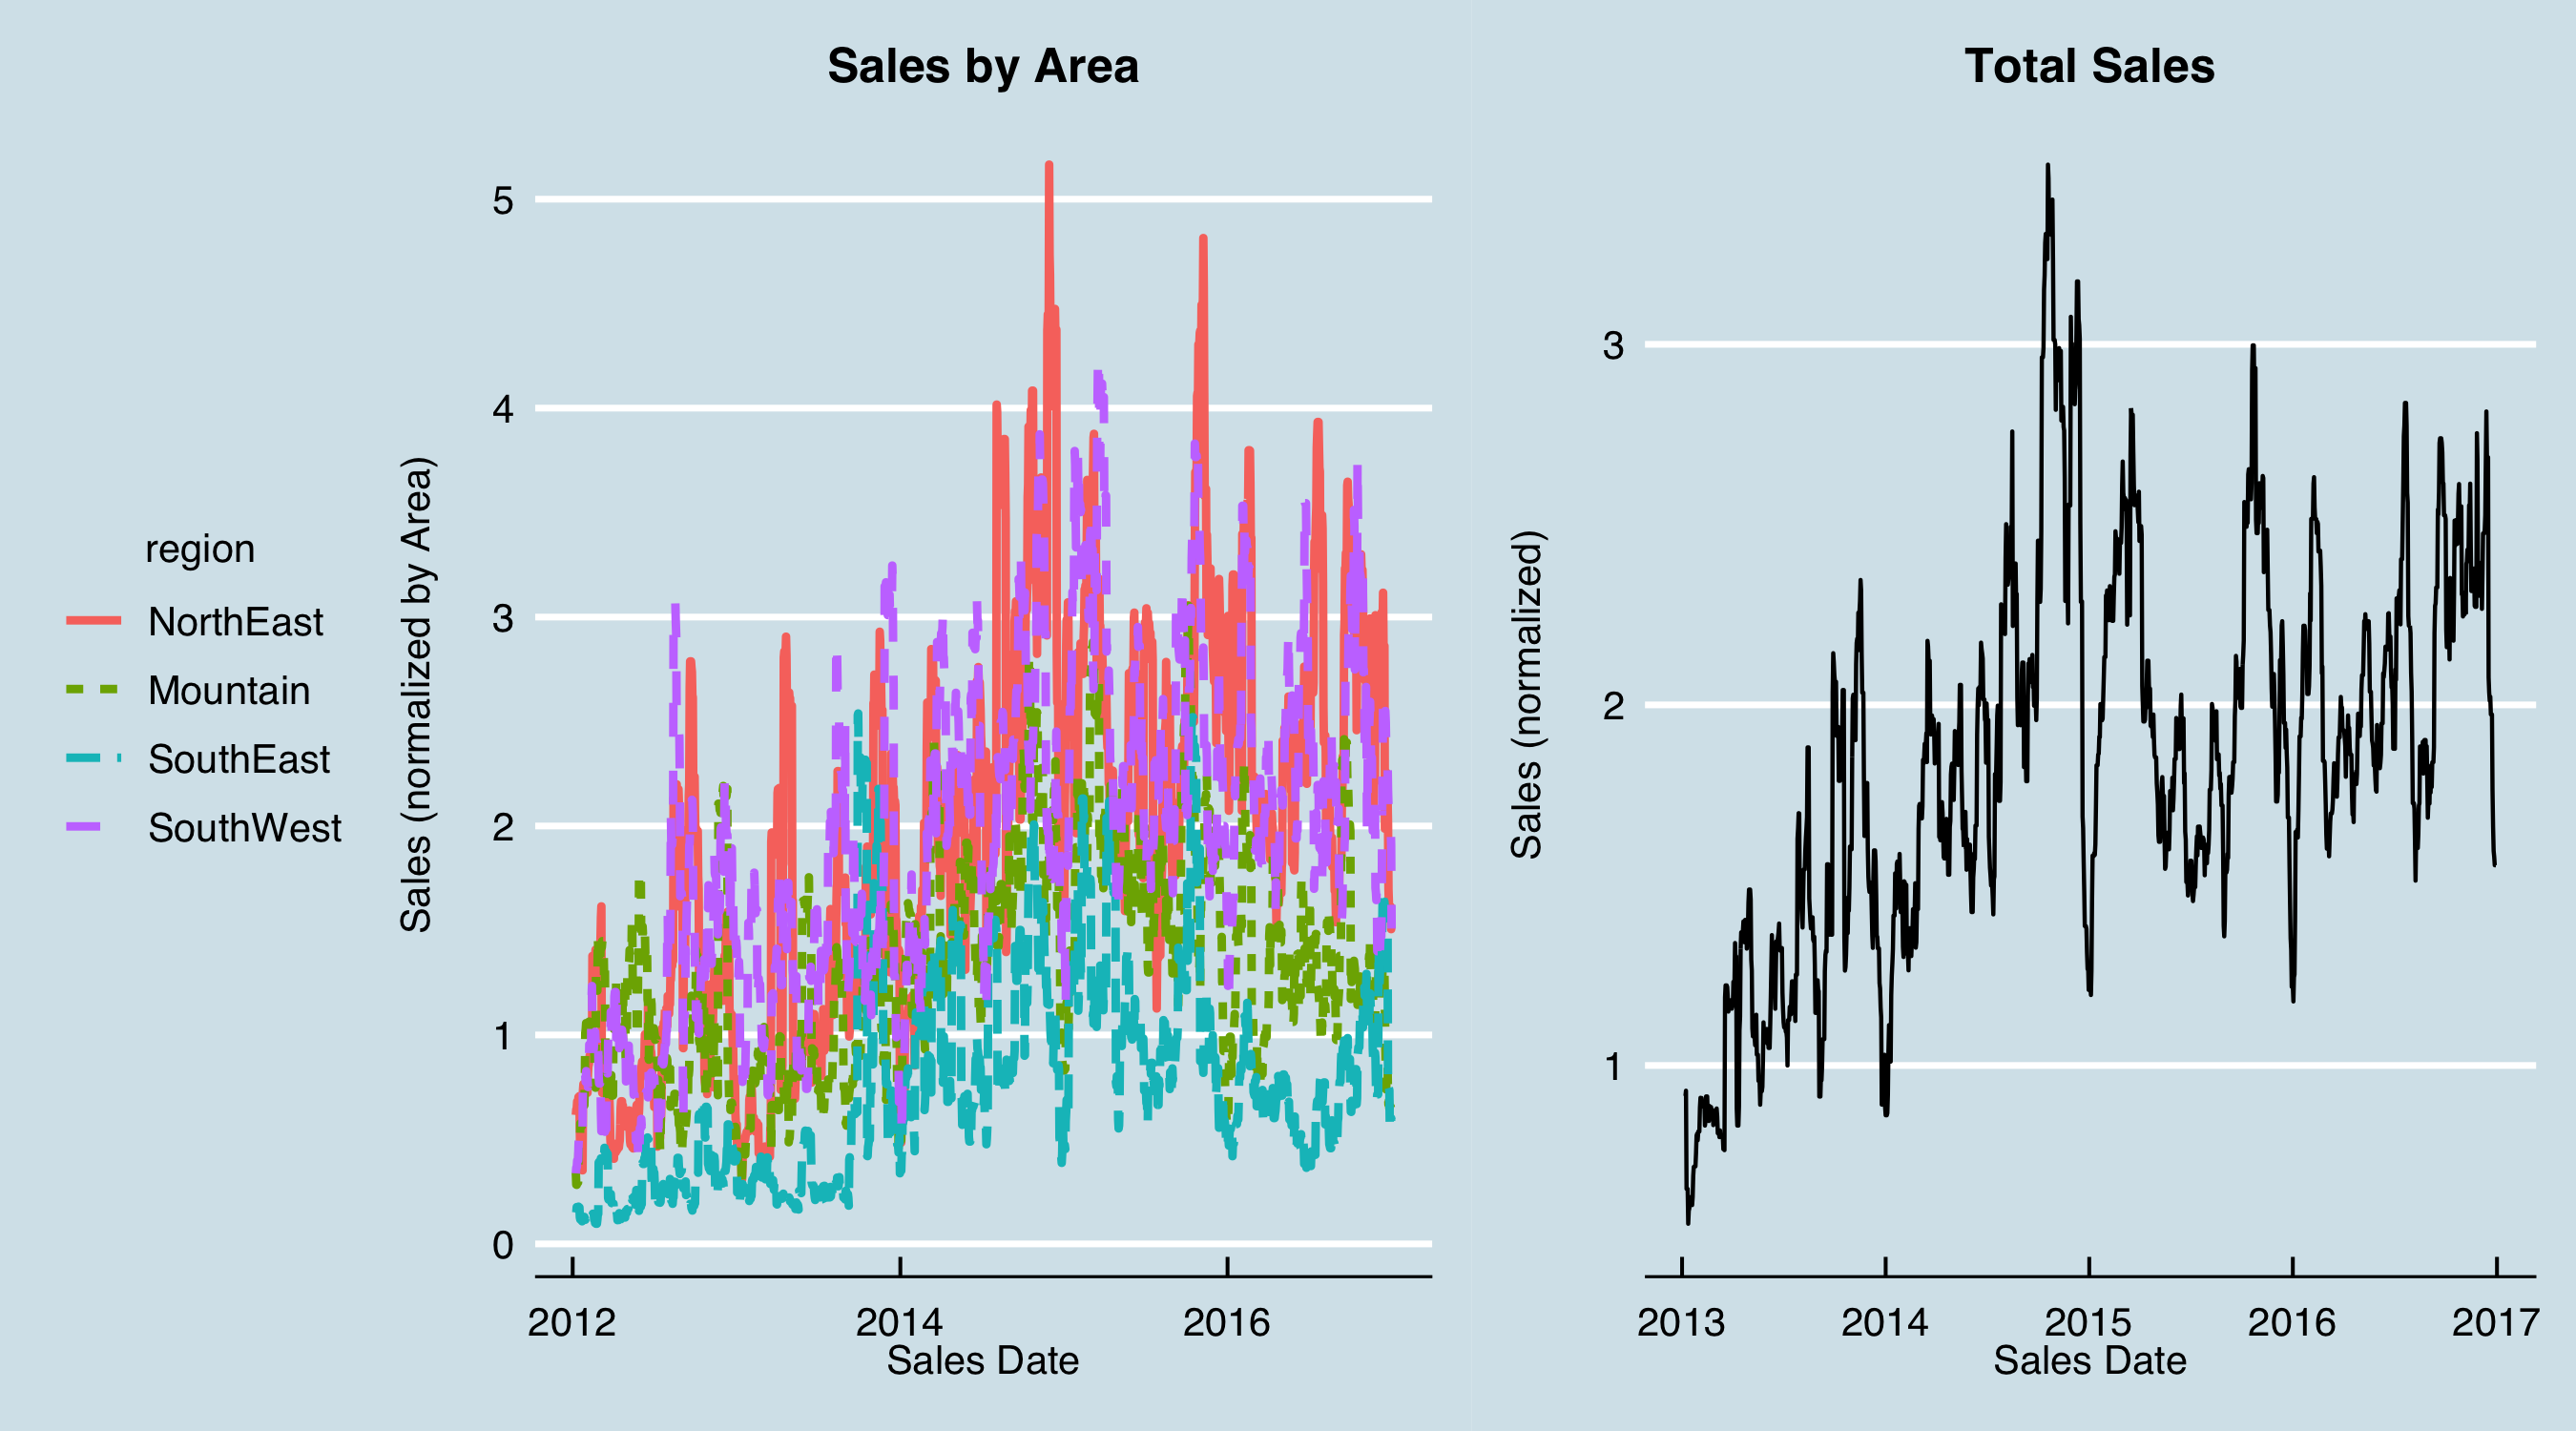 Sales by Area
5
4
3
2
1
0
Sales (normalized by Area)
2012
2014
2016
Sales Date
region
NorthEast
Mountain
SouthEast
SouthWest
Total Sales
3
2
1
Sales (normalized)
2013
2014
2015
2016
2017
Sales Date